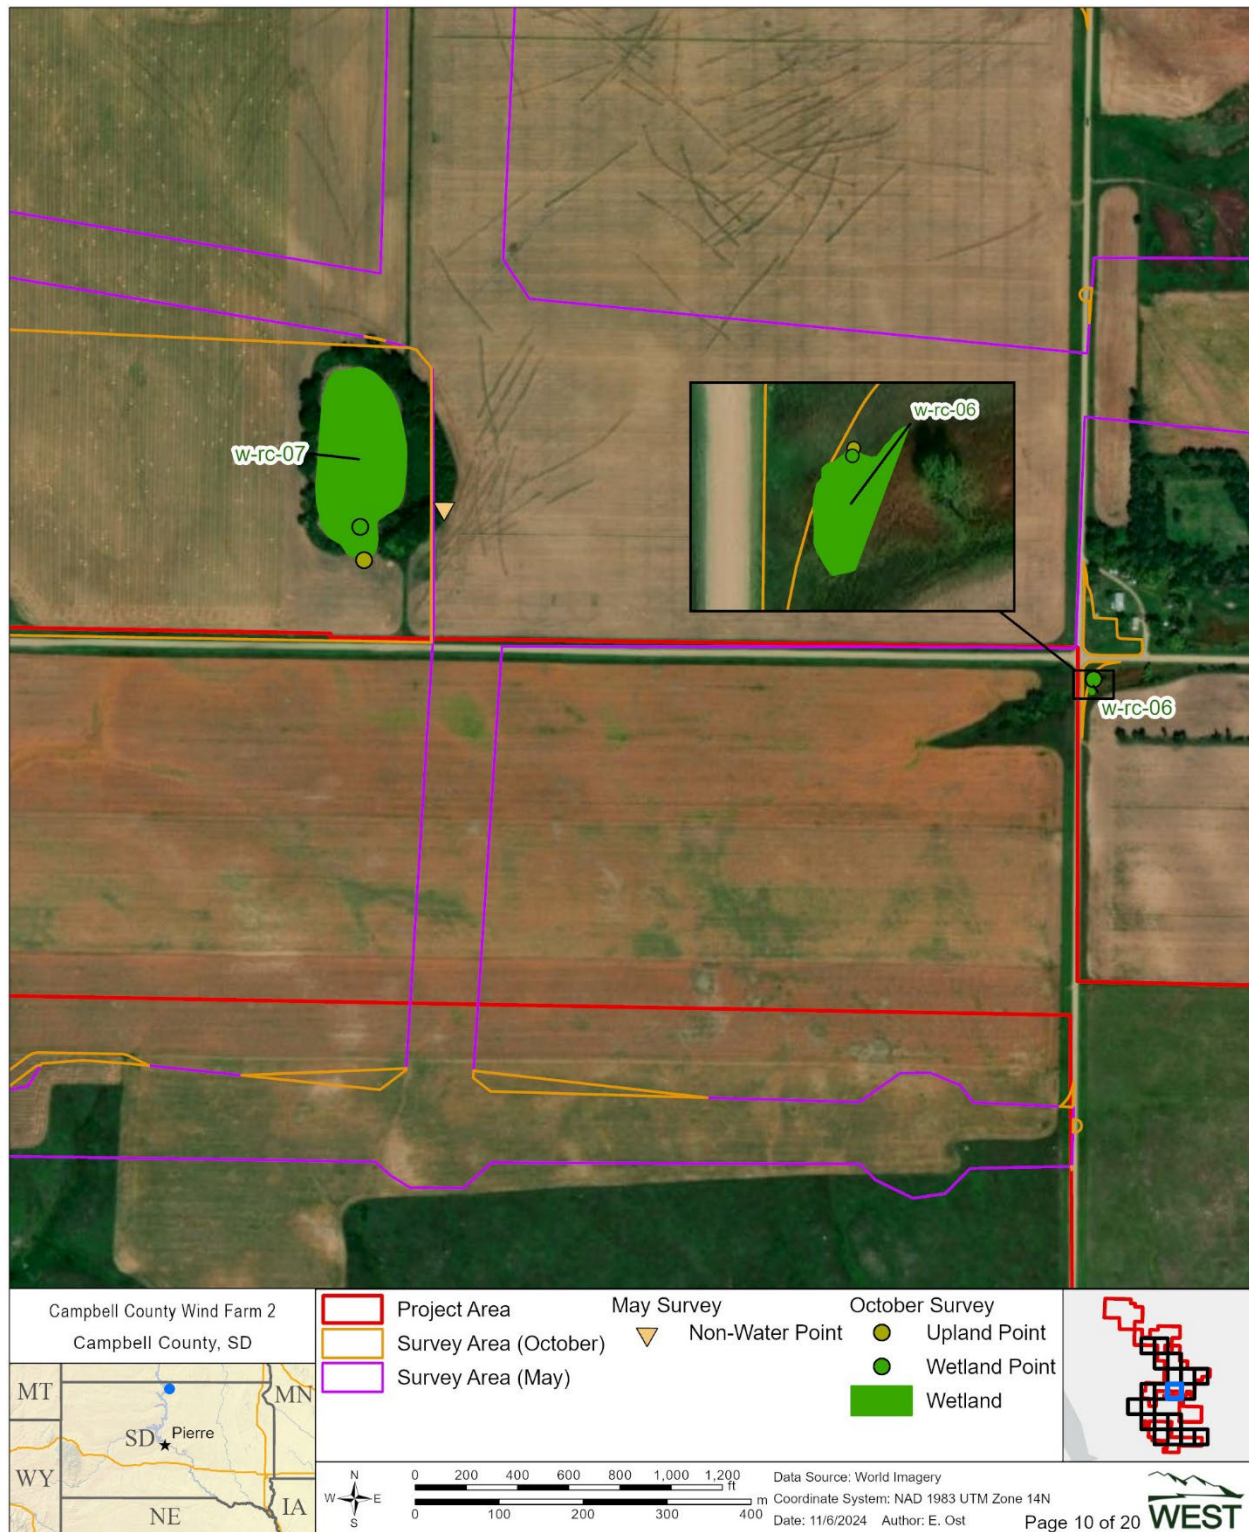 w-rc-06
w-rc-07
w-rc-06
Campbell County Wind Farm 2
Campbell County, SD
MT
MN
SD
Pierre
WY
NE
IA
Project Area
Survey Area (October)
Survey Area (May)
May Survey
Non-Water Point
October Survey
Upland Point
Wetland Point
Wetland
N
W
E
S
0 200 400 600 800 1,000 1,200
ft
m
0 100 200 300 400
Data Source: World Imagery
Coordinate System: NAD 1983 UTM Zone 14N
Date: 11/6/2024 Author: E. Ost
Page 10 of 20
WEST